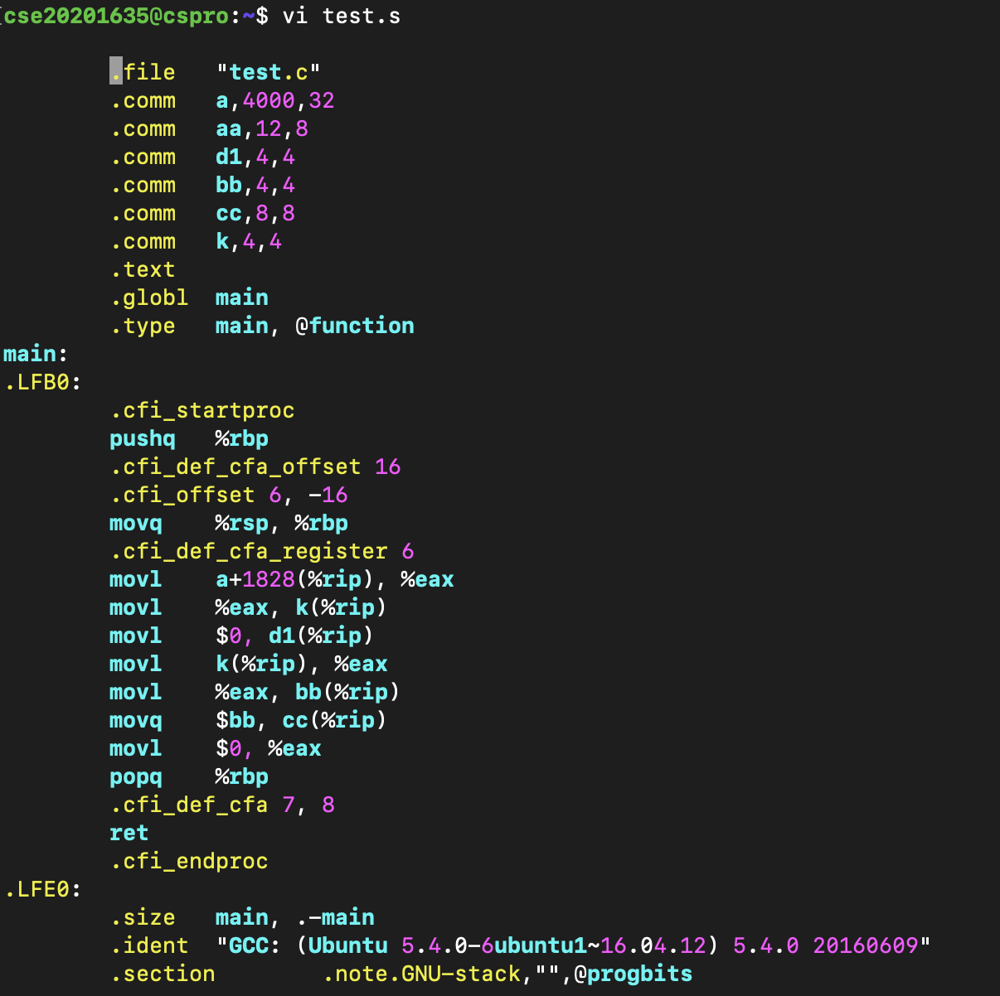 cse20201635@cspro:~$ vi test.s
.file "test.c"
.comm a,4000,32
.comm aa,12,8
.comm d1,4,4
.comm bb,4,4
.comm cc,8,8
.comm k,4,4
.text
.globl main
.type main, @function
main:
.LFB0:
.cfi_startproc
pushq %rbp
.cfi_def_cfa_offset 16
.cfi_offset 6, -16
movq %rsp, %rbp
.cfi_def_cfa_register 6
movl a+1828(%rip), %eax
movl %eax, k(%rip)
movl $0, d1(%rip)
movl k(%rip), %eax
movl %eax, bb(%rip)
movq $bb, cc(%rip)
movl $0, %eax
popq %rbp
.cfi_def_cfa 7, 8
ret
.cfi_endproc
.LFE0:
.size main, .-main
.ident "GCC: (Ubuntu 5.4.0-6ubuntu1~16.04.12) 5.4.0 20160609"
.section .note.GNU-stack,"",@progbits